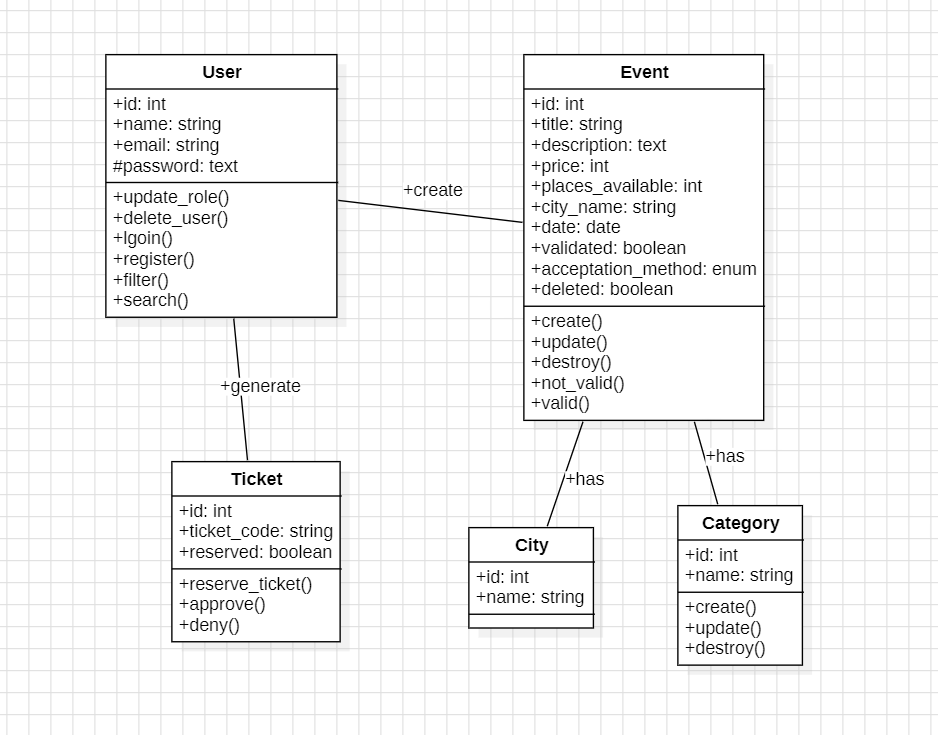 User
+id: int
+name: string
+email: string
#password: text
+update_role()
+delete_user()
+lgoin()
+register()
+filter()
+search()
+create
Event
+id: int
+title: string
+description: text
+price: int
+places_available: int
+city_name: string
+date: date
+validated: boolean
+acceptation_method: enum
+deleted: boolean
+create()
+update()
+destroy()
+not_valid()
+valid()
+generate
Ticket
+id: int
+ticket_code: string
+reserved: boolean
+reserve_ticket()
+approve()
+deny()
+has
City
+id: int
+name: string
+has
Category
+id: int
+name: string
+create()
+update()
+destroy()